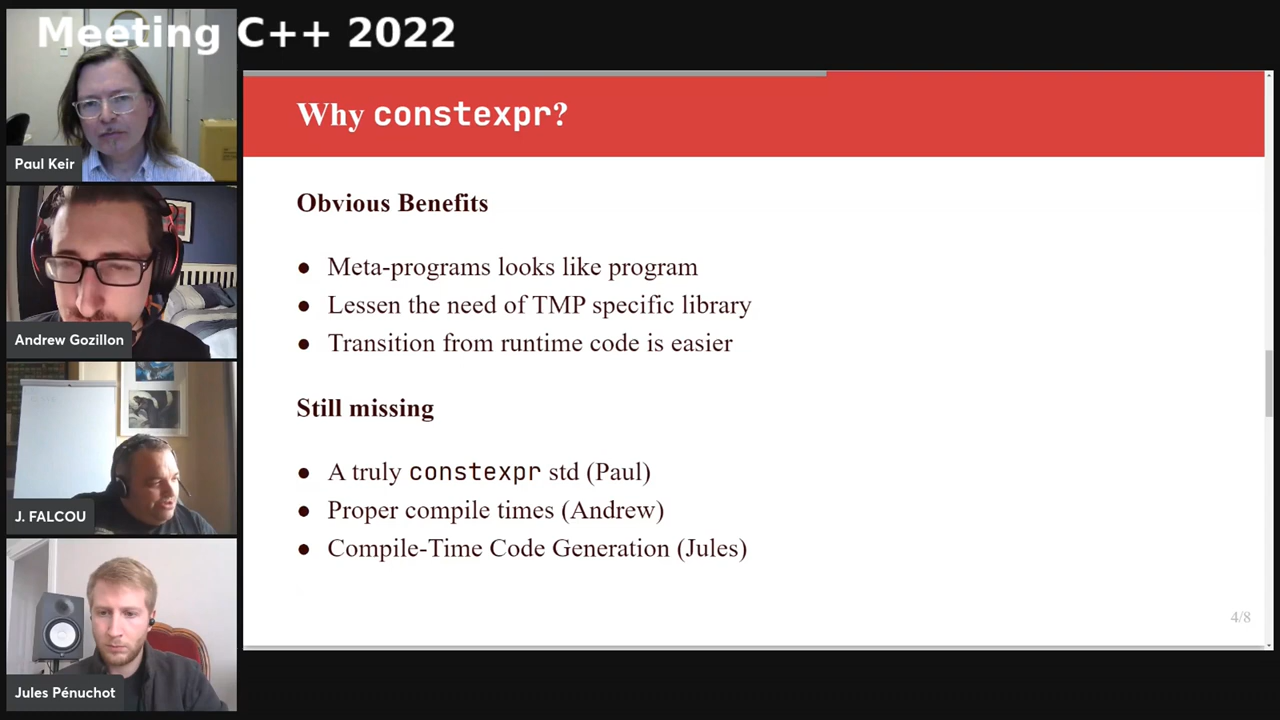 Meeting C++ 2022
Paul Keir
Andrew Gozillon
J. FALCOU
Jules Pénuchot
Why constexpr?
Obvious Benefits
● Meta-programs looks like program
● Lessen the need of TMP specific library
● Transition from runtime code is easier
Still missing
● A truly constexpr std (Paul)
● Proper compile times (Andrew)
● Compile-Time Code Generation (Jules)
4/8